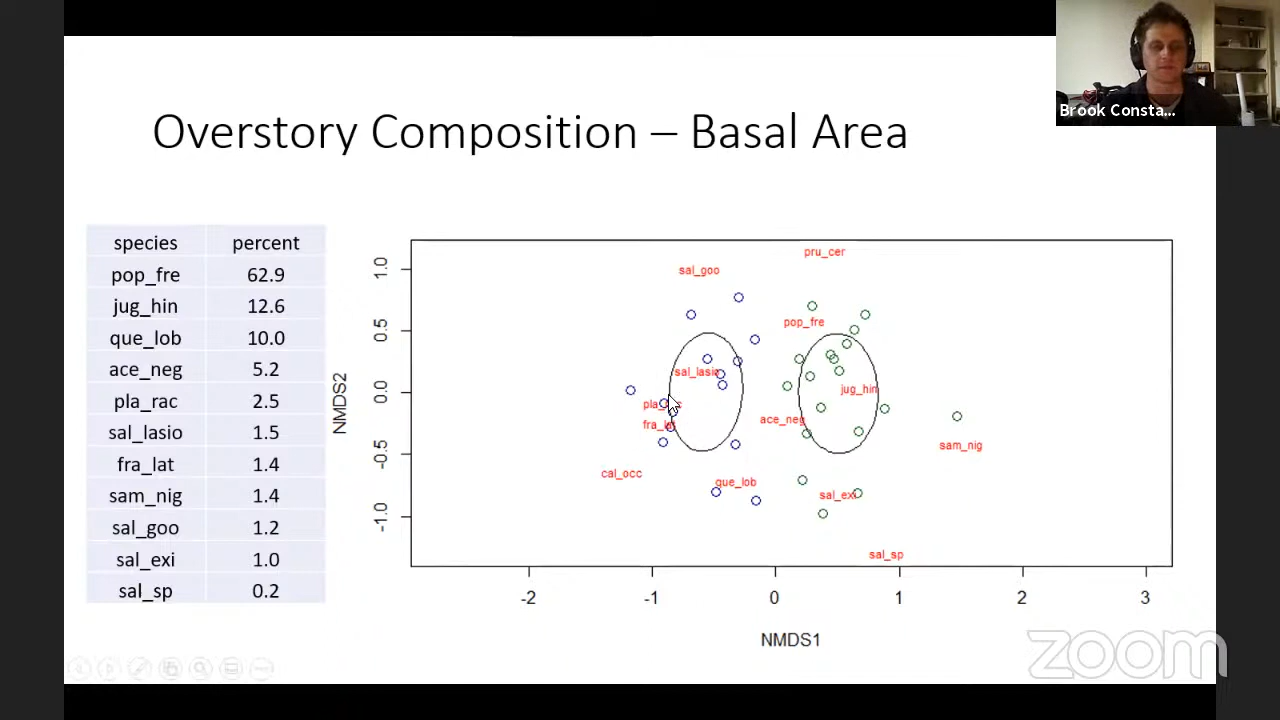 Brook Consta...
Overstory Composition – Basal Area
species percent
pop_fre 62.9
jug_hin 12.6
que_lob 10.0
ace_neg 5.2
pla_rac 2.5
sal_lasio 1.5
fra_lat 1.4
sam_nig 1.4
sal_goo 1.2
sal_exi 1.0
sal_sp 0.2
pru_cer
sal_goo
pop_fre
sal_lasio
jug_hin
ace_neg
fra_lat
sam_nig
cal_occ
que_lob
sal_exi
sal_sp
1.0
0.5
0.0
-0.5
-1.0
NMDS2
-2 -1 0 1 2 3
NMDS1
zoom